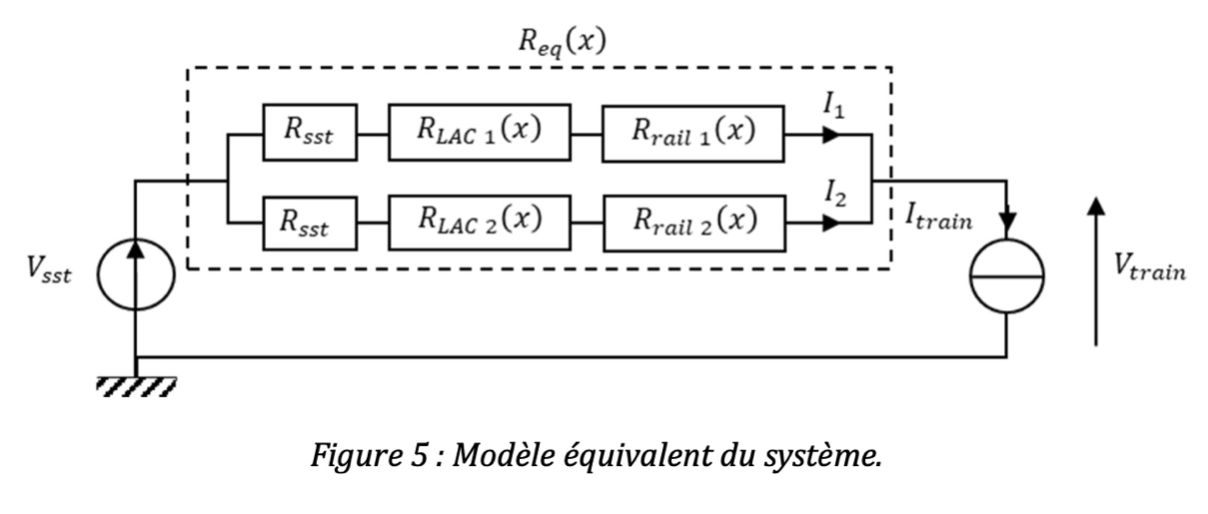 R_{eq}(x)
R_{sst} R_{LAC 1}(x) R_{rail 1}(x) I_1
R_{sst} R_{LAC 2}(x) R_{rail 2}(x) I_2
I_{train}
V_{sst} V_{train}
Figure 5 : Modèle équivalent du système.